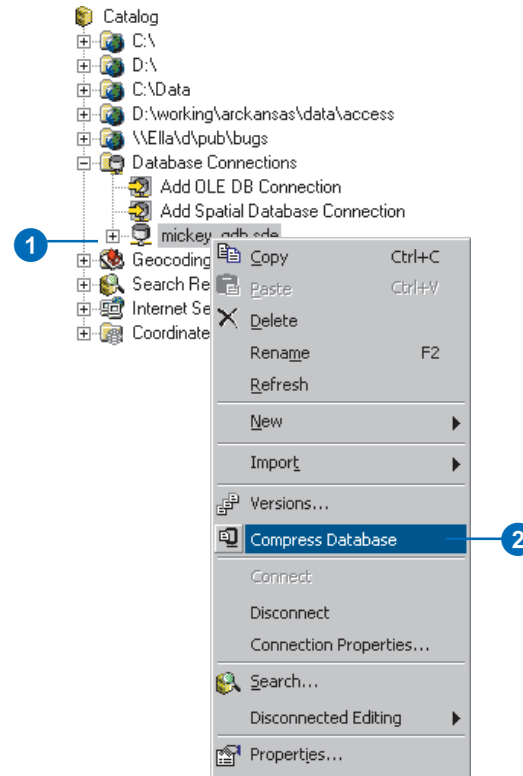 Catalog
C:\
D:\
C:\Data
D:\working\arckansas\data\access
\\Ella\d\pub\bugs
Database Connections
Add OLE DB Connection
Add Spatial Database Connection
1
mickey_gdb.sde
Geocoding
Search Re
Internet Se
Coordinate
Copy Ctrl+C
Paste Ctrl+V
Delete
Rename F2
Refresh
New
Import
Versions...
Compress Database
2
Connect
Disconnect
Connection Properties...
Search...
Disconnected Editing
Properties...